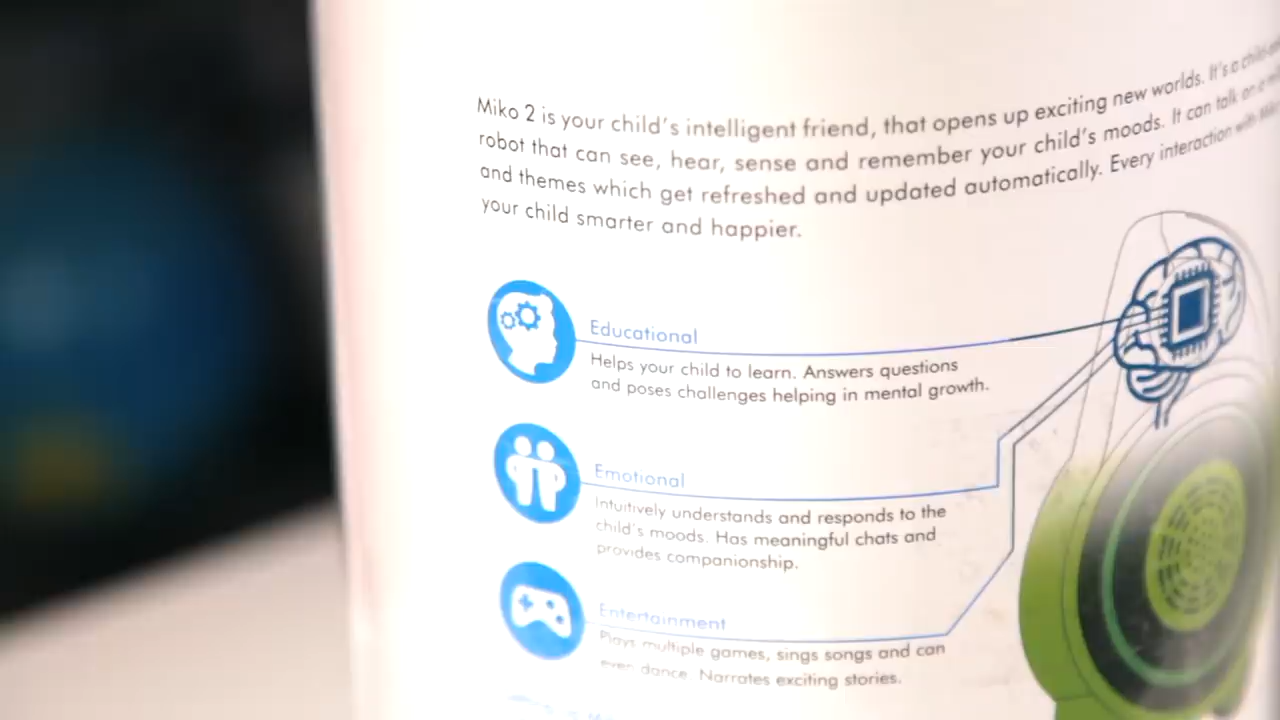 Miko 2 is your child's intelligent friend, that opens up exciting new worlds. It's a
robot that can see, hear, sense and remember your child's moods. It can talk on a
and themes which get refreshed and updated automatically. Every interaction with
your child smarter and happier.
Educational
Helps your child to learn. Answers questions
and poses challenges helping in mental growth.
Emotional
Intuitively understands and responds to the
child's moods. Has meaningful chats and
provides companionship.
Entertainment
Plays multiple games, sings songs and can
even dance. Narrates exciting stories.